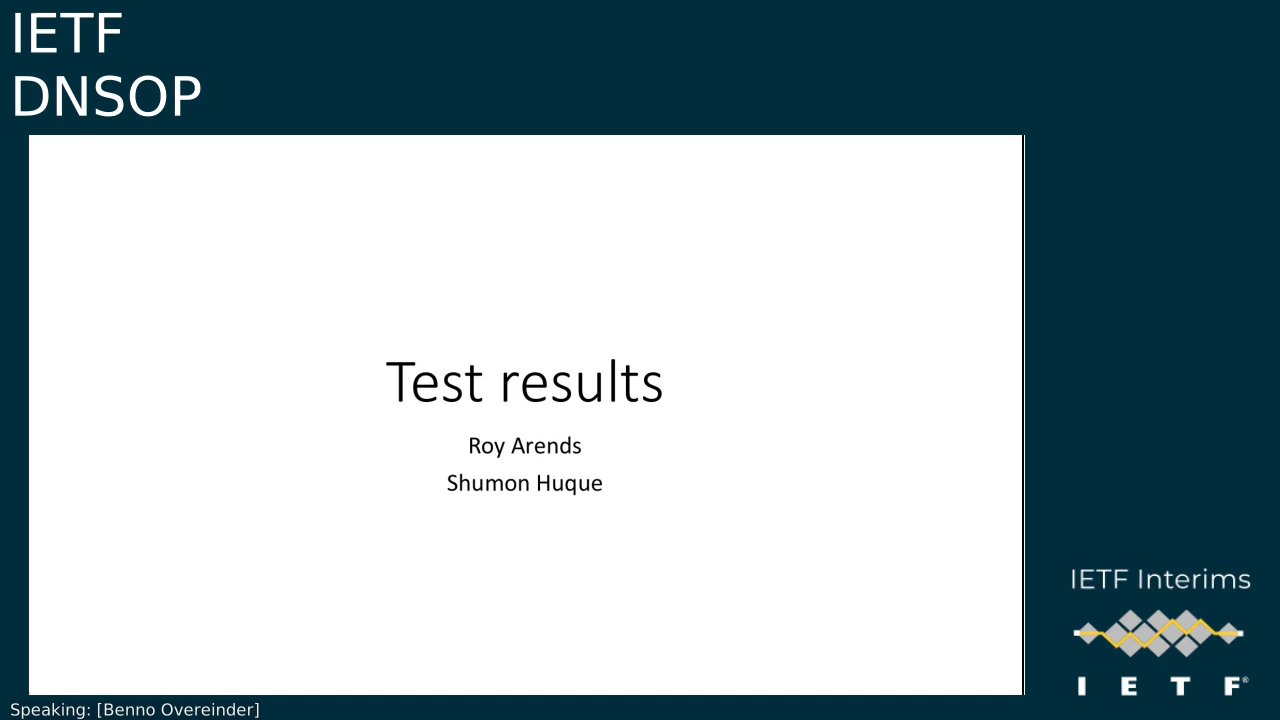 IETF
DNSOP
Test results
Roy Arends
Shumon Huque
IETF Interims
I E T F®
Speaking: [Benno Overeinder]